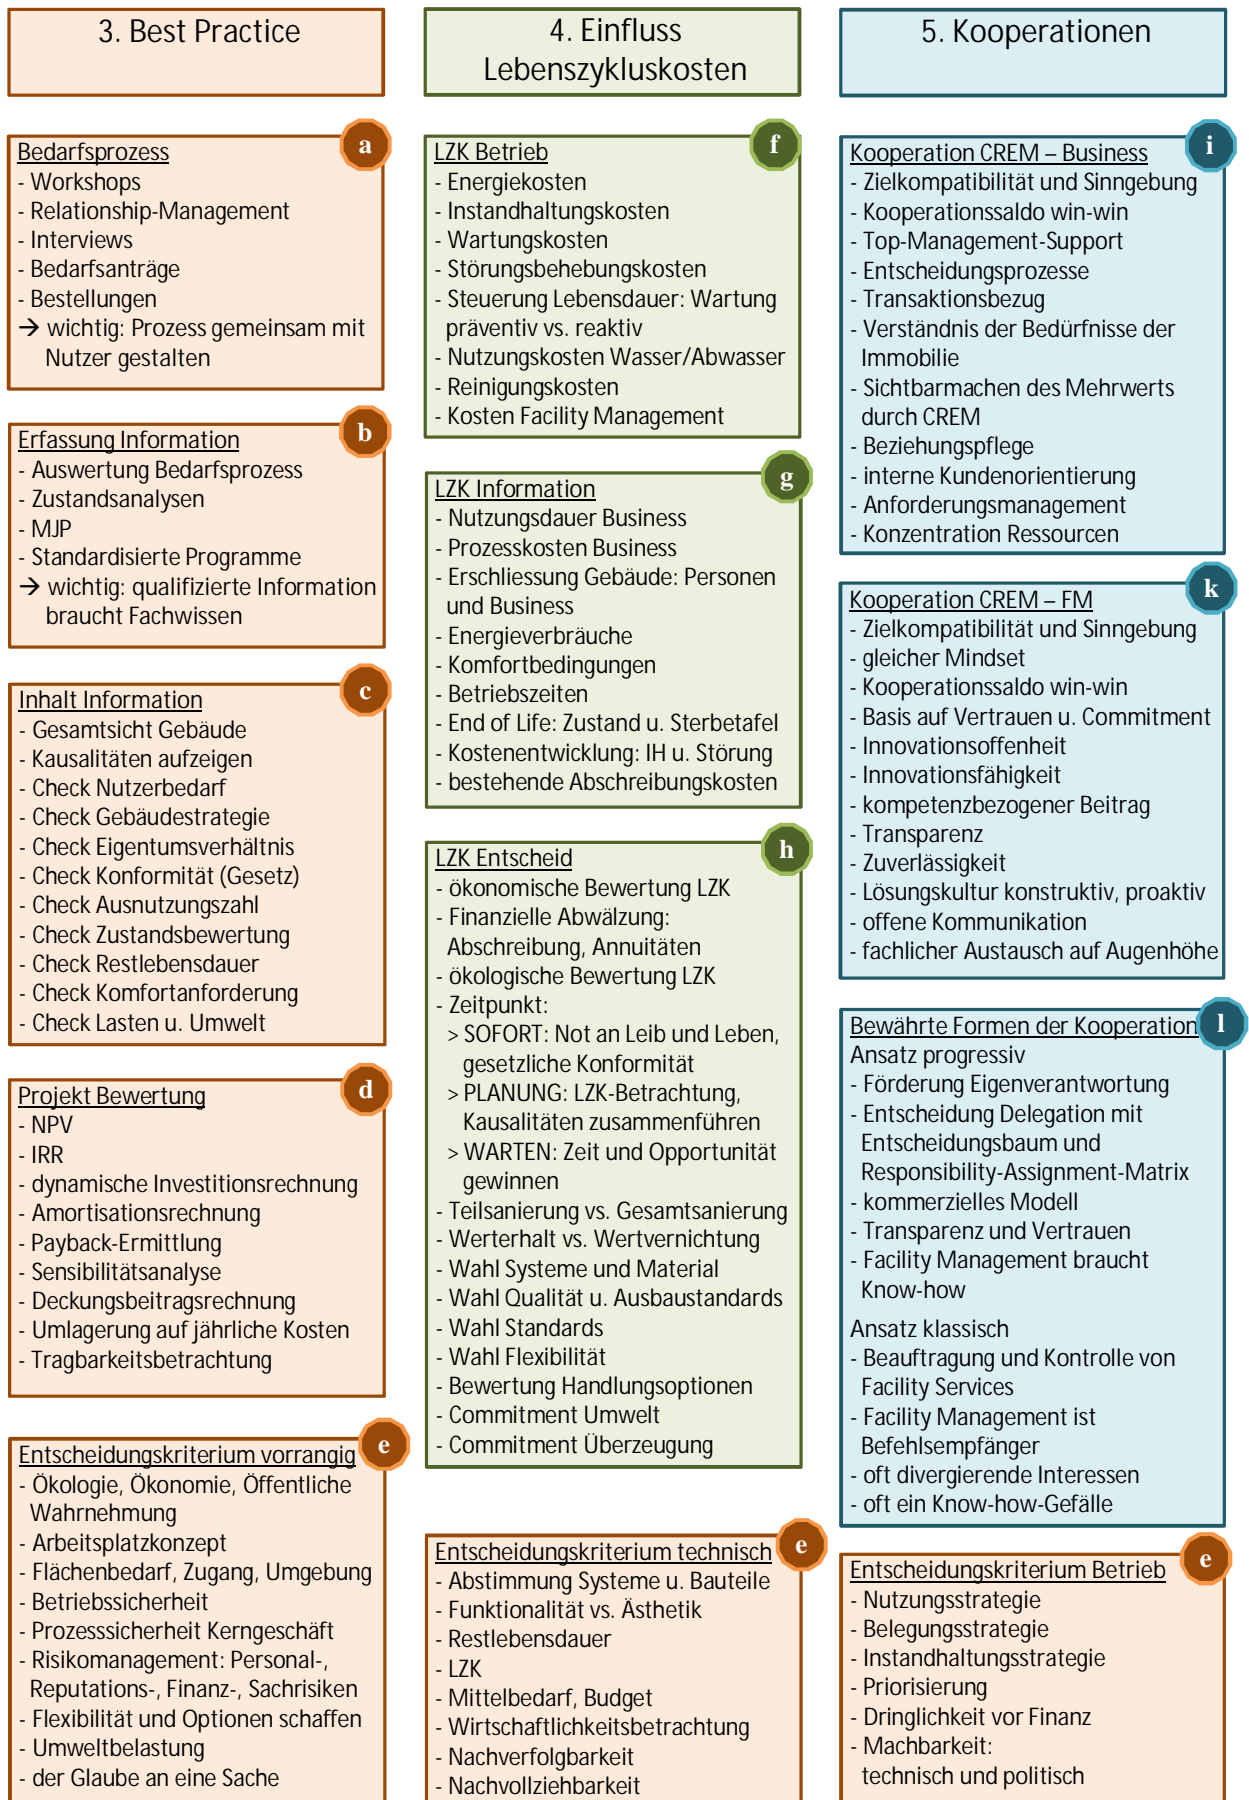 3. Best Practice
a
Bedarfsprozess
- Workshops
- Relationship-Management
- Interviews
- Bedarfsanträge
- Bestellungen
→ wichtig: Prozess gemeinsam mit
Nutzer gestalten
b
Erfassung Information
- Auswertung Bedarfsprozess
- Zustandsanalysen
- MJP
- Standardisierte Programme
→ wichtig: qualifizierte Information
braucht Fachwissen
c
Inhalt Information
- Gesamtsicht Gebäude
- Kausalitäten aufzeigen
- Check Nutzerbedarf
- Check Gebäudestrategie
- Check Eigentumsverhältnis
- Check Konformität (Gesetz)
- Check Ausnutzungszahl
- Check Zustandsbewertung
- Check Restlebensdauer
- Check Komfortanforderung
- Check Lasten u. Umwelt
d
Projekt Bewertung
- NPV
- IRR
- dynamische Investitionsrechnung
- Amortisationsrechnung
- Payback-Ermittlung
- Sensibilitätsanalyse
- Deckungsbeitragsrechnung
- Umlagerung auf jährliche Kosten
- Tragbarkeitsbetrachtung
e
Entscheidungskriterium vorrangig
- Ökologie, Ökonomie, Öffentliche
Wahrnehmung
- Arbeitsplatzkonzept
- Flächenbedarf, Zugang, Umgebung
- Betriebssicherheit
- Prozesssicherheit Kerngeschäft
- Risikomanagement: Personal-,
Reputations-, Finanz-, Sachrisiken
- Flexibilität und Optionen schaffen
- Umweltbelastung
- der Glaube an eine Sache
4. Einfluss
Lebenszykluskosten
f
LZK Betrieb
- Energiekosten
- Instandhaltungskosten
- Wartungskosten
- Störungsbehebungskosten
- Steuerung Lebensdauer: Wartung
präventiv vs. reaktiv
- Nutzungskosten Wasser/Abwasser
- Reinigungskosten
- Kosten Facility Management
g
LZK Information
- Nutzungsdauer Business
- Prozesskosten Business
- Erschliessung Gebäude: Personen
und Business
- Energieverbräuche
- Komfortbedingungen
- Betriebszeiten
- End of Life: Zustand u. Sterbetafel
- Kostenentwicklung: IH u. Störung
- bestehende Abschreibungskosten
h
LZK Entscheid
- ökonomische Bewertung LZK
- Finanzielle Abwälzung:
Abschreibung, Annuitäten
- ökologische Bewertung LZK
- Zeitpunkt:
> SOFORT: Not an Leib und Leben,
gesetzliche Konformität
> PLANUNG: LZK-Betrachtung,
Kausalitäten zusammenführen
> WARTEN: Zeit und Opportunität
gewinnen
- Teilsanierung vs. Gesamtsanierung
- Werterhalt vs. Wertvernichtung
- Wahl Systeme und Material
- Wahl Qualität u. Ausbaustandards
- Wahl Standards
- Wahl Flexibilität
- Bewertung Handlungsoptionen
- Commitment Umwelt
- Commitment Überzeugung
e
Entscheidungskriterium technisch
- Abstimmung Systeme u. Bauteile
- Funktionalität vs. Ästhetik
- Restlebensdauer
- LZK
- Mittelbedarf, Budget
- Wirtschaftlichkeitsbetrachtung
- Nachverfolgbarkeit
- Nachvollziehbarkeit
5. Kooperationen
i
Kooperation CREM – Business
- Zielkompatibilität und Sinngebung
- Kooperationssaldo win-win
- Top-Management-Support
- Entscheidungsprozesse
- Transaktionsbezug
- Verständnis der Bedürfnisse der
Immobilie
- Sichtbarmachen des Mehrwerts
durch CREM
- Beziehungspflege
- interne Kundenorientierung
- Anforderungsmanagement
- Konzentration Ressourcen
k
Kooperation CREM – FM
- Zielkompatibilität und Sinngebung
- gleicher Mindset
- Kooperationssaldo win-win
- Basis auf Vertrauen u. Commitment
- Innovationsoffenheit
- Innovationsfähigkeit
- kompetenzbezogener Beitrag
- Transparenz
- Zuverlässigkeit
- Lösungskultur konstruktiv, proaktiv
- offene Kommunikation
- fachlicher Austausch auf Augenhöhe
l
Bewährte Formen der Kooperation
Ansatz progressiv
- Förderung Eigenverantwortung
- Entscheidung Delegation mit
Entscheidungsbaum und
Responsibility-Assignment-Matrix
- kommerzielles Modell
- Transparenz und Vertrauen
- Facility Management braucht
Know-how
Ansatz klassisch
- Beauftragung und Kontrolle von
Facility Services
- Facility Management ist
Befehlsempfänger
- oft divergierende Interessen
- oft ein Know-how-Gefälle
e
Entscheidungskriterium Betrieb
- Nutzungsstrategie
- Belegungsstrategie
- Instandhaltungsstrategie
- Priorisierung
- Dringlichkeit vor Finanz
- Machbarkeit:
technisch und politisch